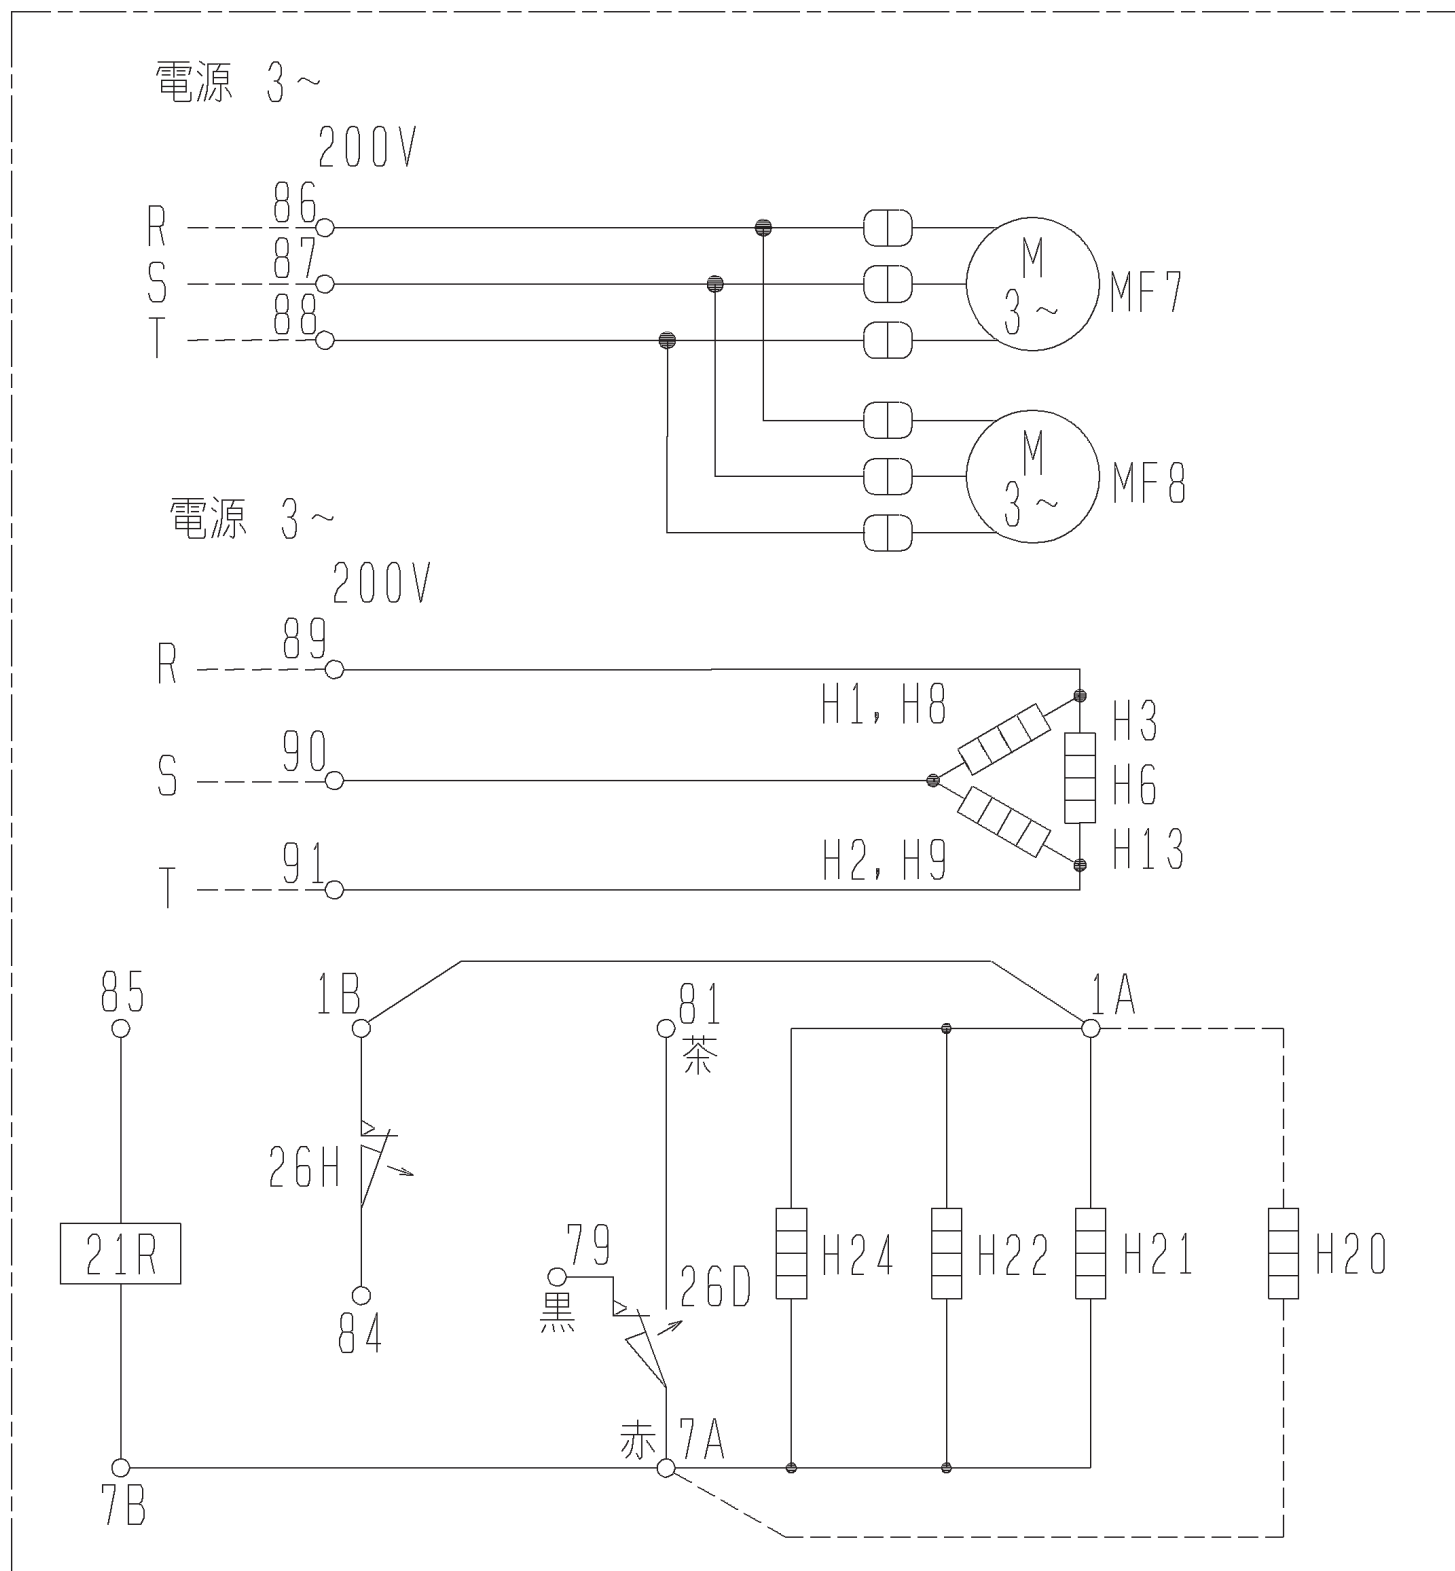 電源 3~
200V
R 86
S 87
T 88
M
3~
MF7
M
3~
MF8
電源 3~
200V
R 89
S 90
T 91
H1, H8
H3
H6
H13
H2, H9
85
1B
81
茶
1A
26H
21R
79
黒
26D
H24
H22
H21
H20
84
赤 7A
7B